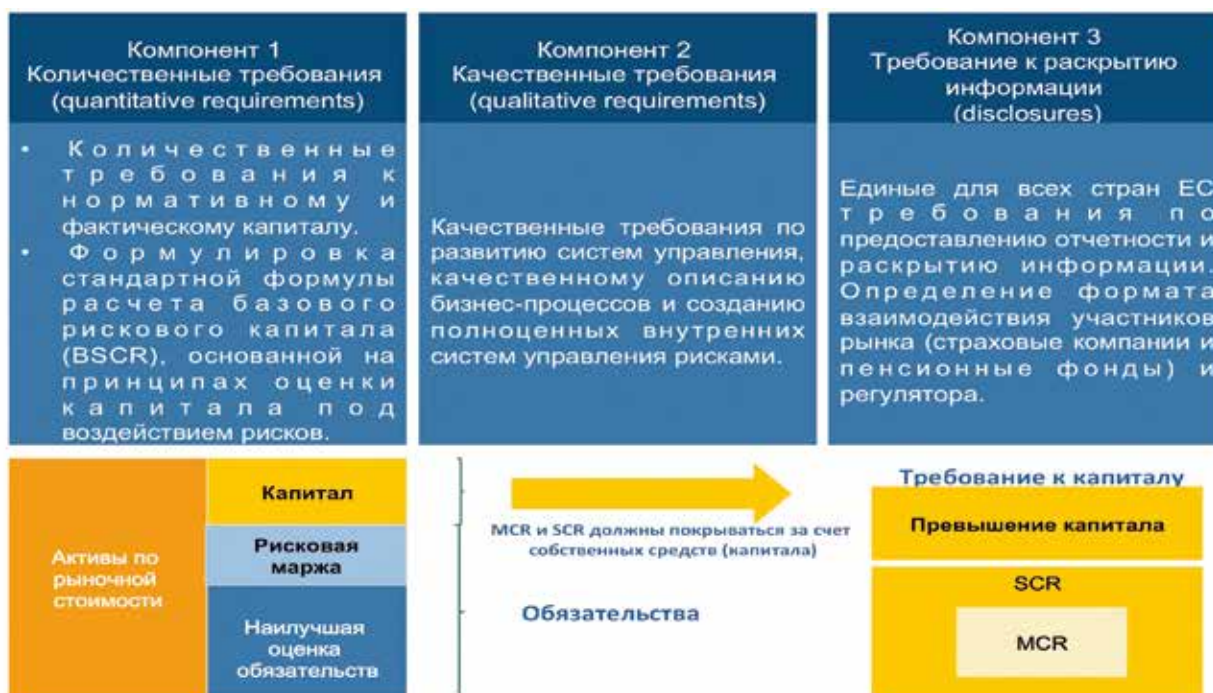 Компонент 1
Количественные требования
(quantitative requirements)
• Количественные
требования к
нормативному и
фактическому капиталу.
• Формулировка
стандартной формулы
расчета базового
рискового капитала
(BSCR), основанной на
принципах оценки
капитала под
воздействием рисков.
Компонент 2
Качественные требования
(qualitative requirements)
Качественные требования по
развитию систем управления,
качественному описанию
бизнес-процессов и созданию
полноценных внутренних
систем управления рисками.
Компонент 3
Требование к раскрытию
информации
(disclosures)
Единые для всех стран ЕС
требования по
предоставлению отчетности и
раскрытию информации.
Определение формата
взаимодействия участников
рынка (страховые компании и
пенсионные фонды) и
регулятора.
Активы по
рыночной
стоимости
Капитал
Рисковая
маржа
Наилучшая
оценка
обязательств
MCR и SCR должны покрываться за счет
собственных средств (капитала)
Обязательства
Требование к капиталу
Превышение капитала
SCR
MCR